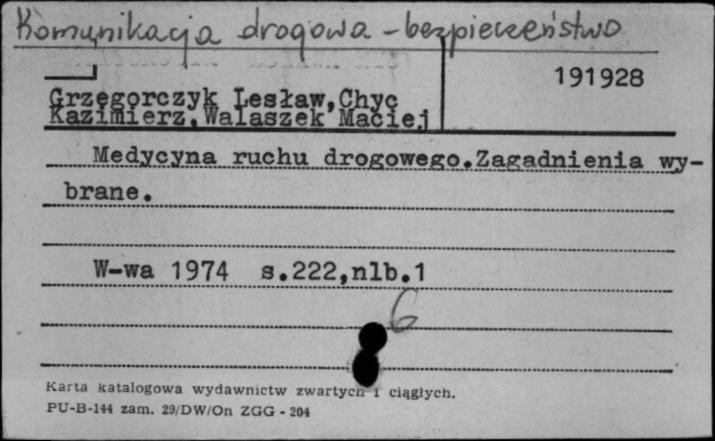 Komunikacja drogowa - bezpieczeństwo
191928
Grzegorczyk Lesław,Chyc
Kazimierz,Walaszek Maciej
Medycyna ruchu drogowego.Zagadnienia wy-
brane.
W-wa 1974 s.222,nlb.1
6
Karta katalogowa wydawnictw zwartych i ciągłych.
PU-B-144 zam. 29/DW/On ZGG - 204